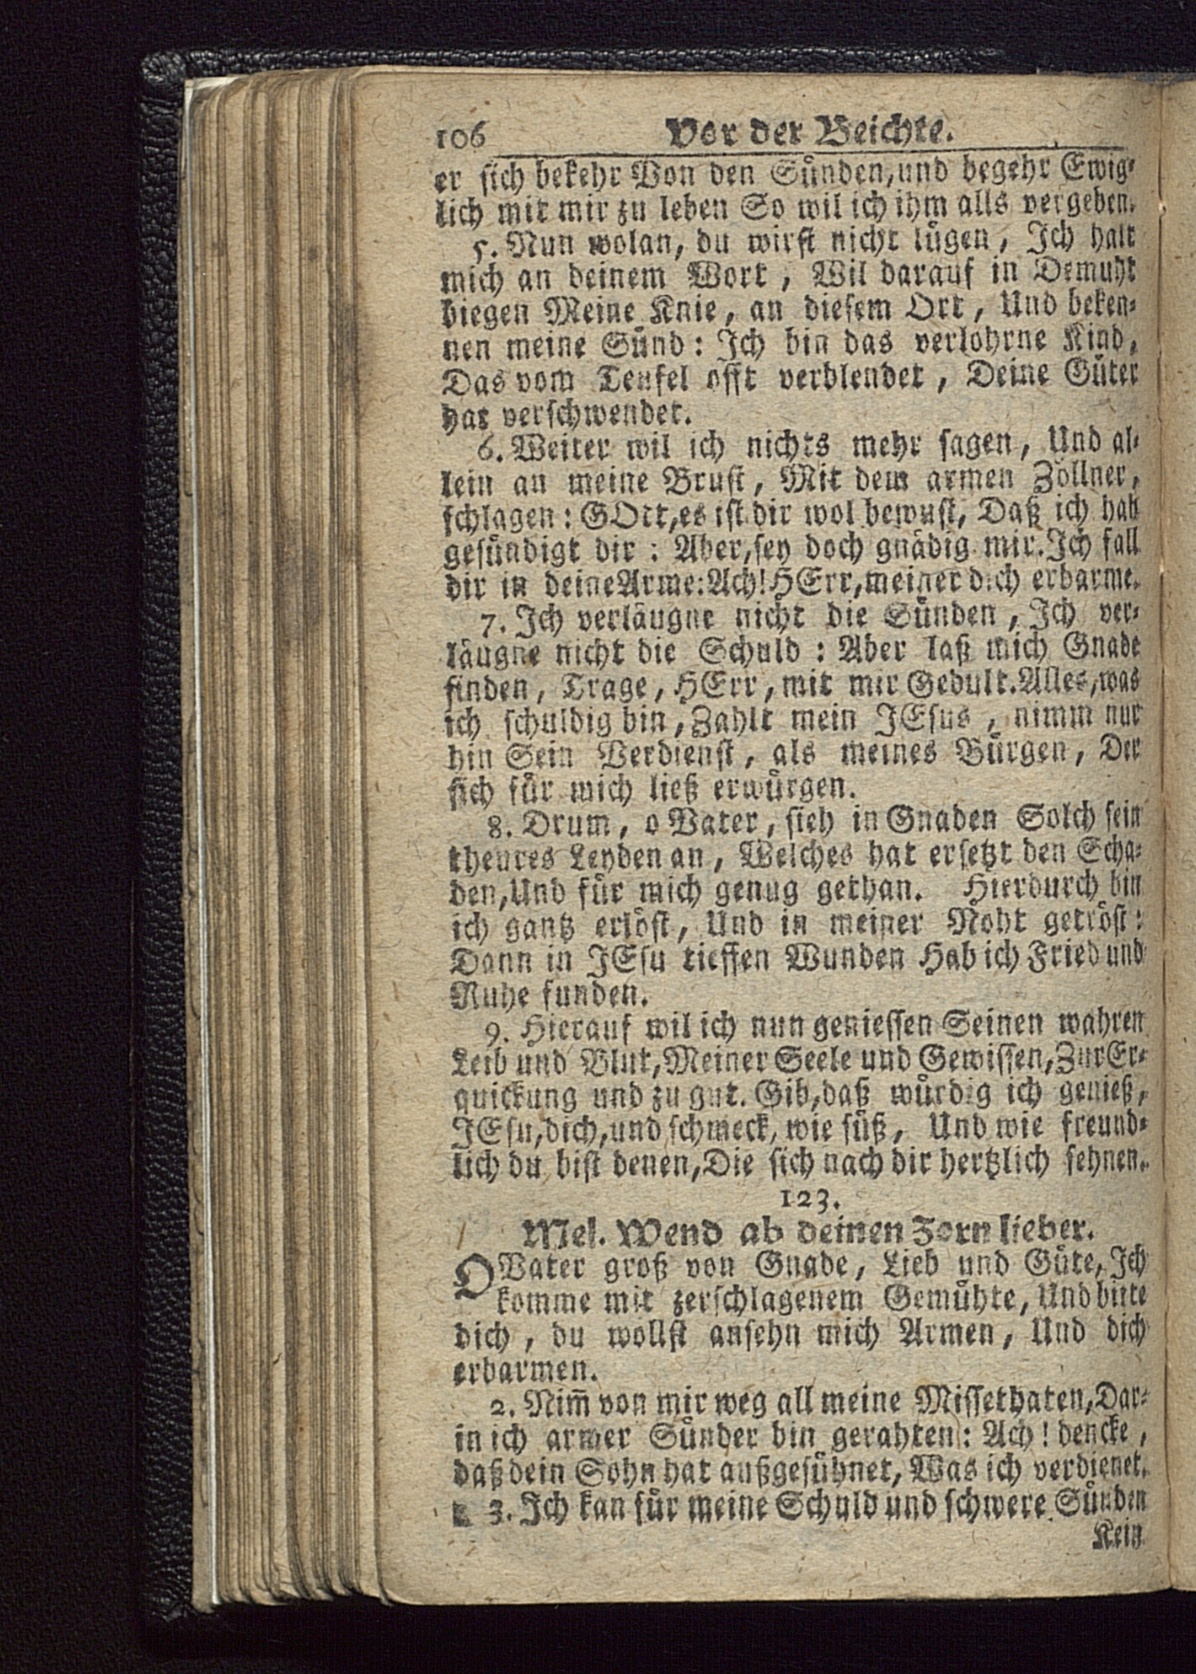 106 Vor der Beichte.
er sich bekehr Von den Sünden, und begehr Ewig-
lich mit mir zu leben So wil ich ihm alls vergeben.
5. Nun wolan, du wirst nicht lügen, Ich halt
mich an deinem Wort, Wil darauf in Demuht
biegen Meine Knie, an diesem Ort, Und beken-
nen meine Sünd: Ich bin das verlohrne Kind,
Das vom Teufel offt verblendet, Deine Güter
hat verschwendet.
6. Weiter wil ich nichts mehr sagen, Und al-
lein an meine Brust, Mit dem armen Zöllner,
schlagen: GOtt, es ist dir wol bewust, Daß ich hab
gesündigt dir: Aber, sey doch gnädig mir. Ich fall
dir in deine Arme: Ach! HErr, meiner dich erbarme.
7. Ich verläugne nicht die Sünden, Ich ver-
läugne nicht die Schuld: Aber laß mich Gnade
finden, Trage, HErr, mit mir Gedult. Alles, was
ich schuldig bin, Zahlt mein JEsus, nimm nur
hin Sein Verdienst, als meines Bürgen, Der
sich für mich ließ erwürgen.
8. Drum, o Vater, sieh in Gnaden Solch sein
theures Leyden an, Welches hat ersetzt den Scha-
den, Und für mich genug gethan. Hierdurch bin
ich gantz erlöst, Und in meiner Noht getröst:
Dann in JEsu tieffen Wunden Hab ich Fried und
Ruhe funden.
9. Hierauf wil ich nun geniessen Seinen wahren
Leib und Blut, Meiner Seele und Gewissen, Zur Er-
quickung und zu gut. Gib, daß würdig ich genieß,
JEsu, dich, und schmeck, wie süß, Und wie freund-
lich du bist denen, Die sich nach dir hertzlich sehnen.
123.
Mel. Wend ab deinen Zorn lieber.
O Vater groß von Gnade, Lieb und Güte, Ich
komme mit zerschlagenem Gemühte, Und bitte
dich, du wollst ansehn mich Armen, Und dich
erbarmen.
2. Nim̅ von mir weg all meine Missethaten, Dar-
in ich armer Sünder bin gerahten: Ach! dencke,
daß dein Sohn hat außgesühnet, Was ich verdienet.
3. Ich kan für meine Schuld und schwere Sünden
Kein